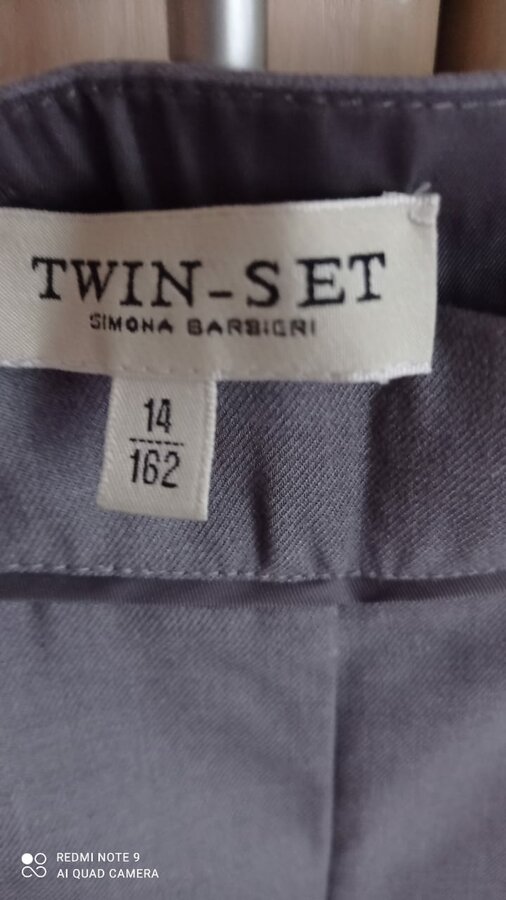 TWIN-SET
SIMONA BARBIERI
14
162
REDMI NOTE 9
AI QUAD CAMERA